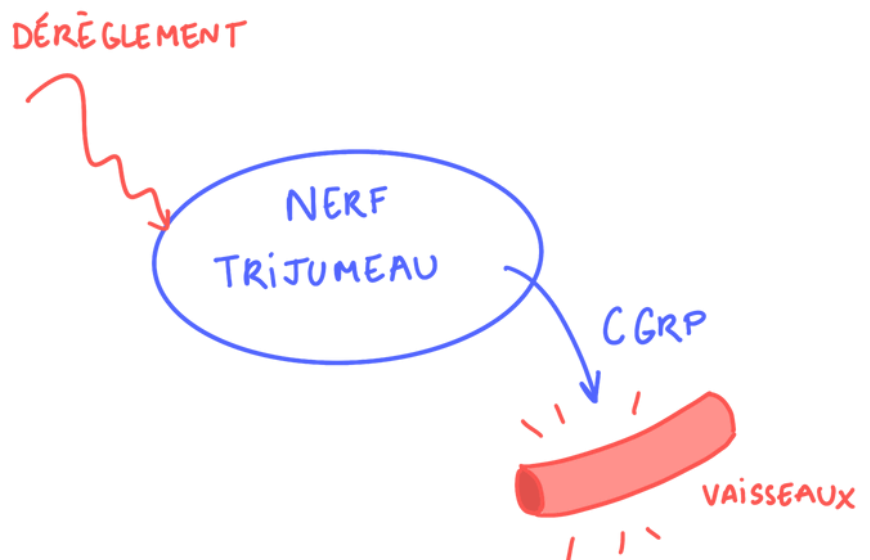 DÉRÈGLEMENT
NERF
TRIJUMEAU
CGRP
VAISSEAUX